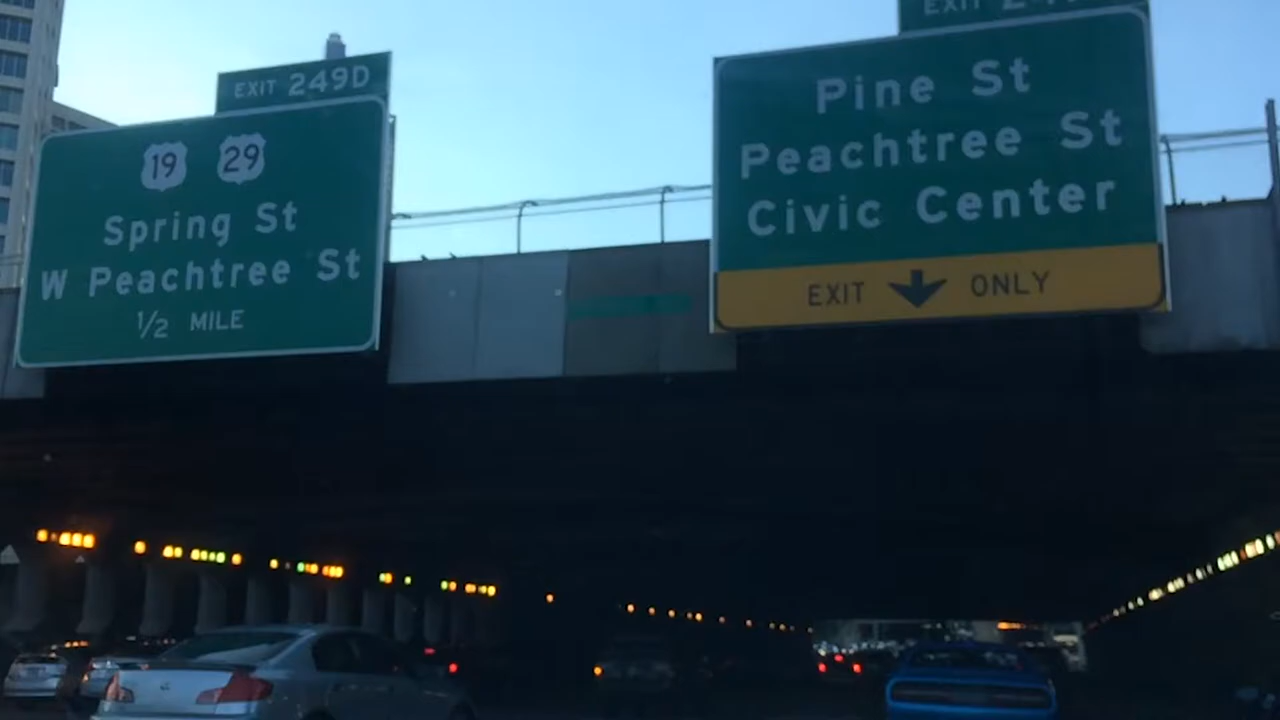 EXIT 249D
19 29
Spring St
W Peachtree St
1/2 MILE
EXIT
Pine St
Peachtree St
Civic Center
EXIT ONLY